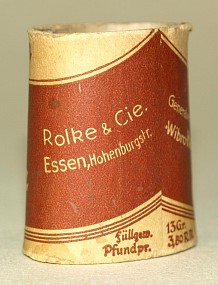 Rolke & Cie.
Essen, Hohenburgstr.
Füllgew.
Pfundpr.
13 Gr.
3,80 R.